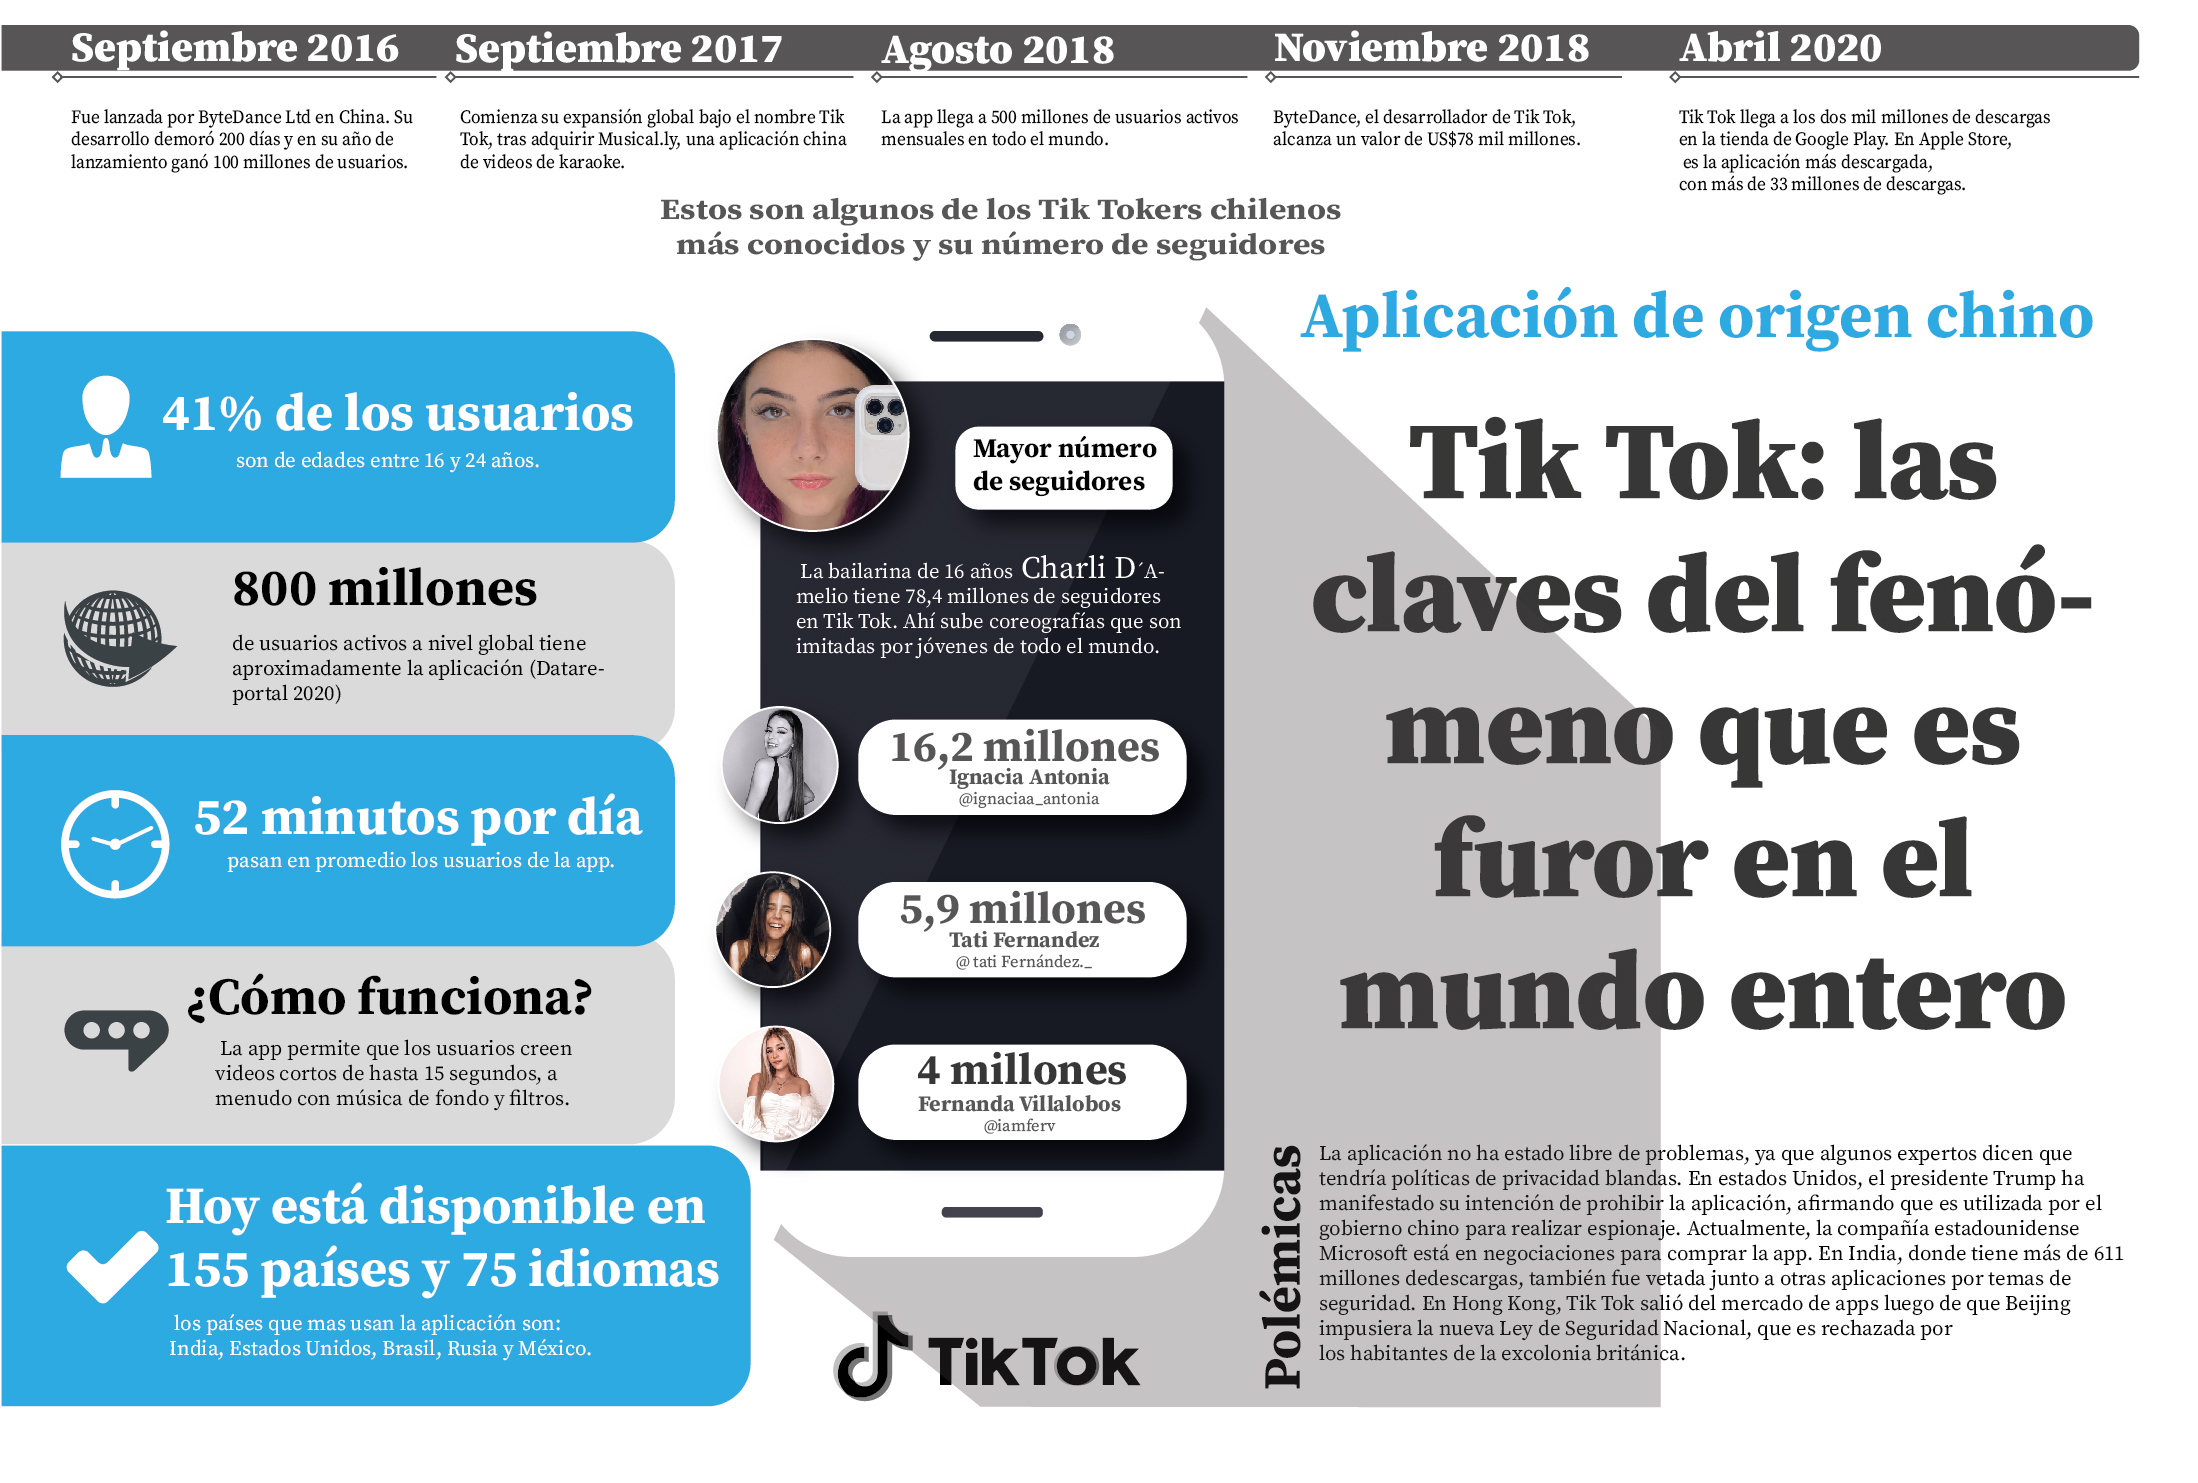 Septiembre 2016
Fue lanzada por ByteDance Ltd en China. Su
desarrollo demoró 200 días y en su año de
lanzamiento ganó 100 millones de usuarios.
Septiembre 2017
Comienza su expansión global bajo el nombre Tik
Tok, tras adquirir Musical.ly, una aplicación china
de videos de karaoke.
Agosto 2018
La app llega a 500 millones de usuarios activos
mensuales en todo el mundo.
Noviembre 2018
ByteDance, el desarrollador de Tik Tok,
alcanza un valor de US$78 mil millones.
Abril 2020
Tik Tok llega a los dos mil millones de descargas
en la tienda de Google Play. En Apple Store,
es la aplicación más descargada,
con más de 33 millones de descargas.
Estos son algunos de los Tik Tokers chilenos
más conocidos y su número de seguidores
Aplicación de origen chino
Tik Tok: las
claves del fenó-
meno que es
furor en el
mundo entero
41% de los usuarios
son de edades entre 16 y 24 años.
800 millones
de usuarios activos a nivel global tiene
aproximadamente la aplicación (Datare-
portal 2020)
52 minutos por día
pasan en promedio los usuarios de la app.
¿Cómo funciona?
La app permite que los usuarios creen
videos cortos de hasta 15 segundos, a
menudo con música de fondo y filtros.
Hoy está disponible en
155 países y 75 idiomas
los países que mas usan la aplicación son:
India, Estados Unidos, Brasil, Rusia y México.
Mayor número
de seguidores
La bailarina de 16 años Charli D´A-
melio tiene 78,4 millones de seguidores
en Tik Tok. Ahí sube coreografías que son
imitadas por jóvenes de todo el mundo.
16,2 millones
Ignacia Antonia
@ignaciaa_antonia
5,9 millones
Tati Fernandez
@ tati Fernández._
4 millones
Fernanda Villalobos
@iamferv
TikTok
Polémicas
La aplicación no ha estado libre de problemas, ya que algunos expertos dicen que
tendría políticas de privacidad blandas. En estados Unidos, el presidente Trump ha
manifestado su intención de prohibir la aplicación, afirmando que es utilizada por el
gobierno chino para realizar espionaje. Actualmente, la compañía estadounidense
Microsoft está en negociaciones para comprar la app. En India, donde tiene más de 611
millones dedescargas, también fue vetada junto a otras aplicaciones por temas de
seguridad. En Hong Kong, Tik Tok salió del mercado de apps luego de que Beijing
impusiera la nueva Ley de Seguridad Nacional, que es rechazada por
los habitantes de la excolonia británica.